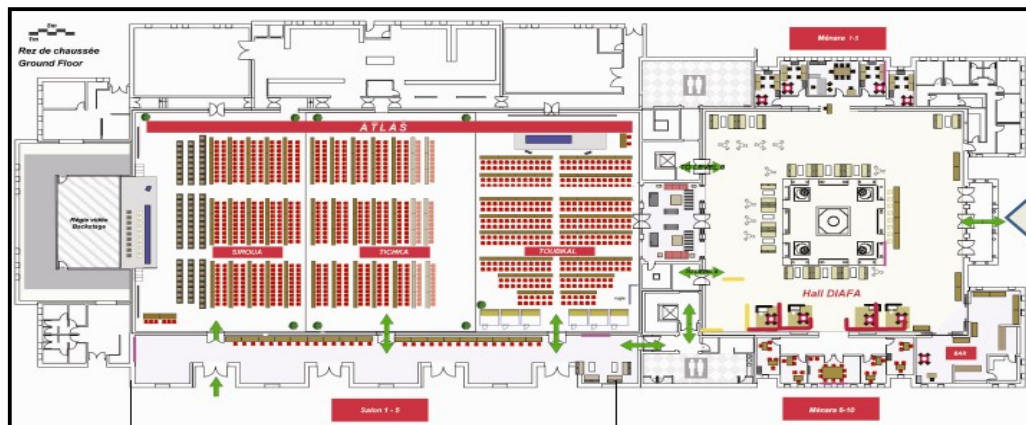 Rez de chaussée
Ground Floor
Ménara 1-5
ATLAS
Régie vidéo
Backstage
SIROUA
TICHKA
TOUBKAL
Hall DIAFA
BAR
Salon 1 - 5
Ménara 6-10